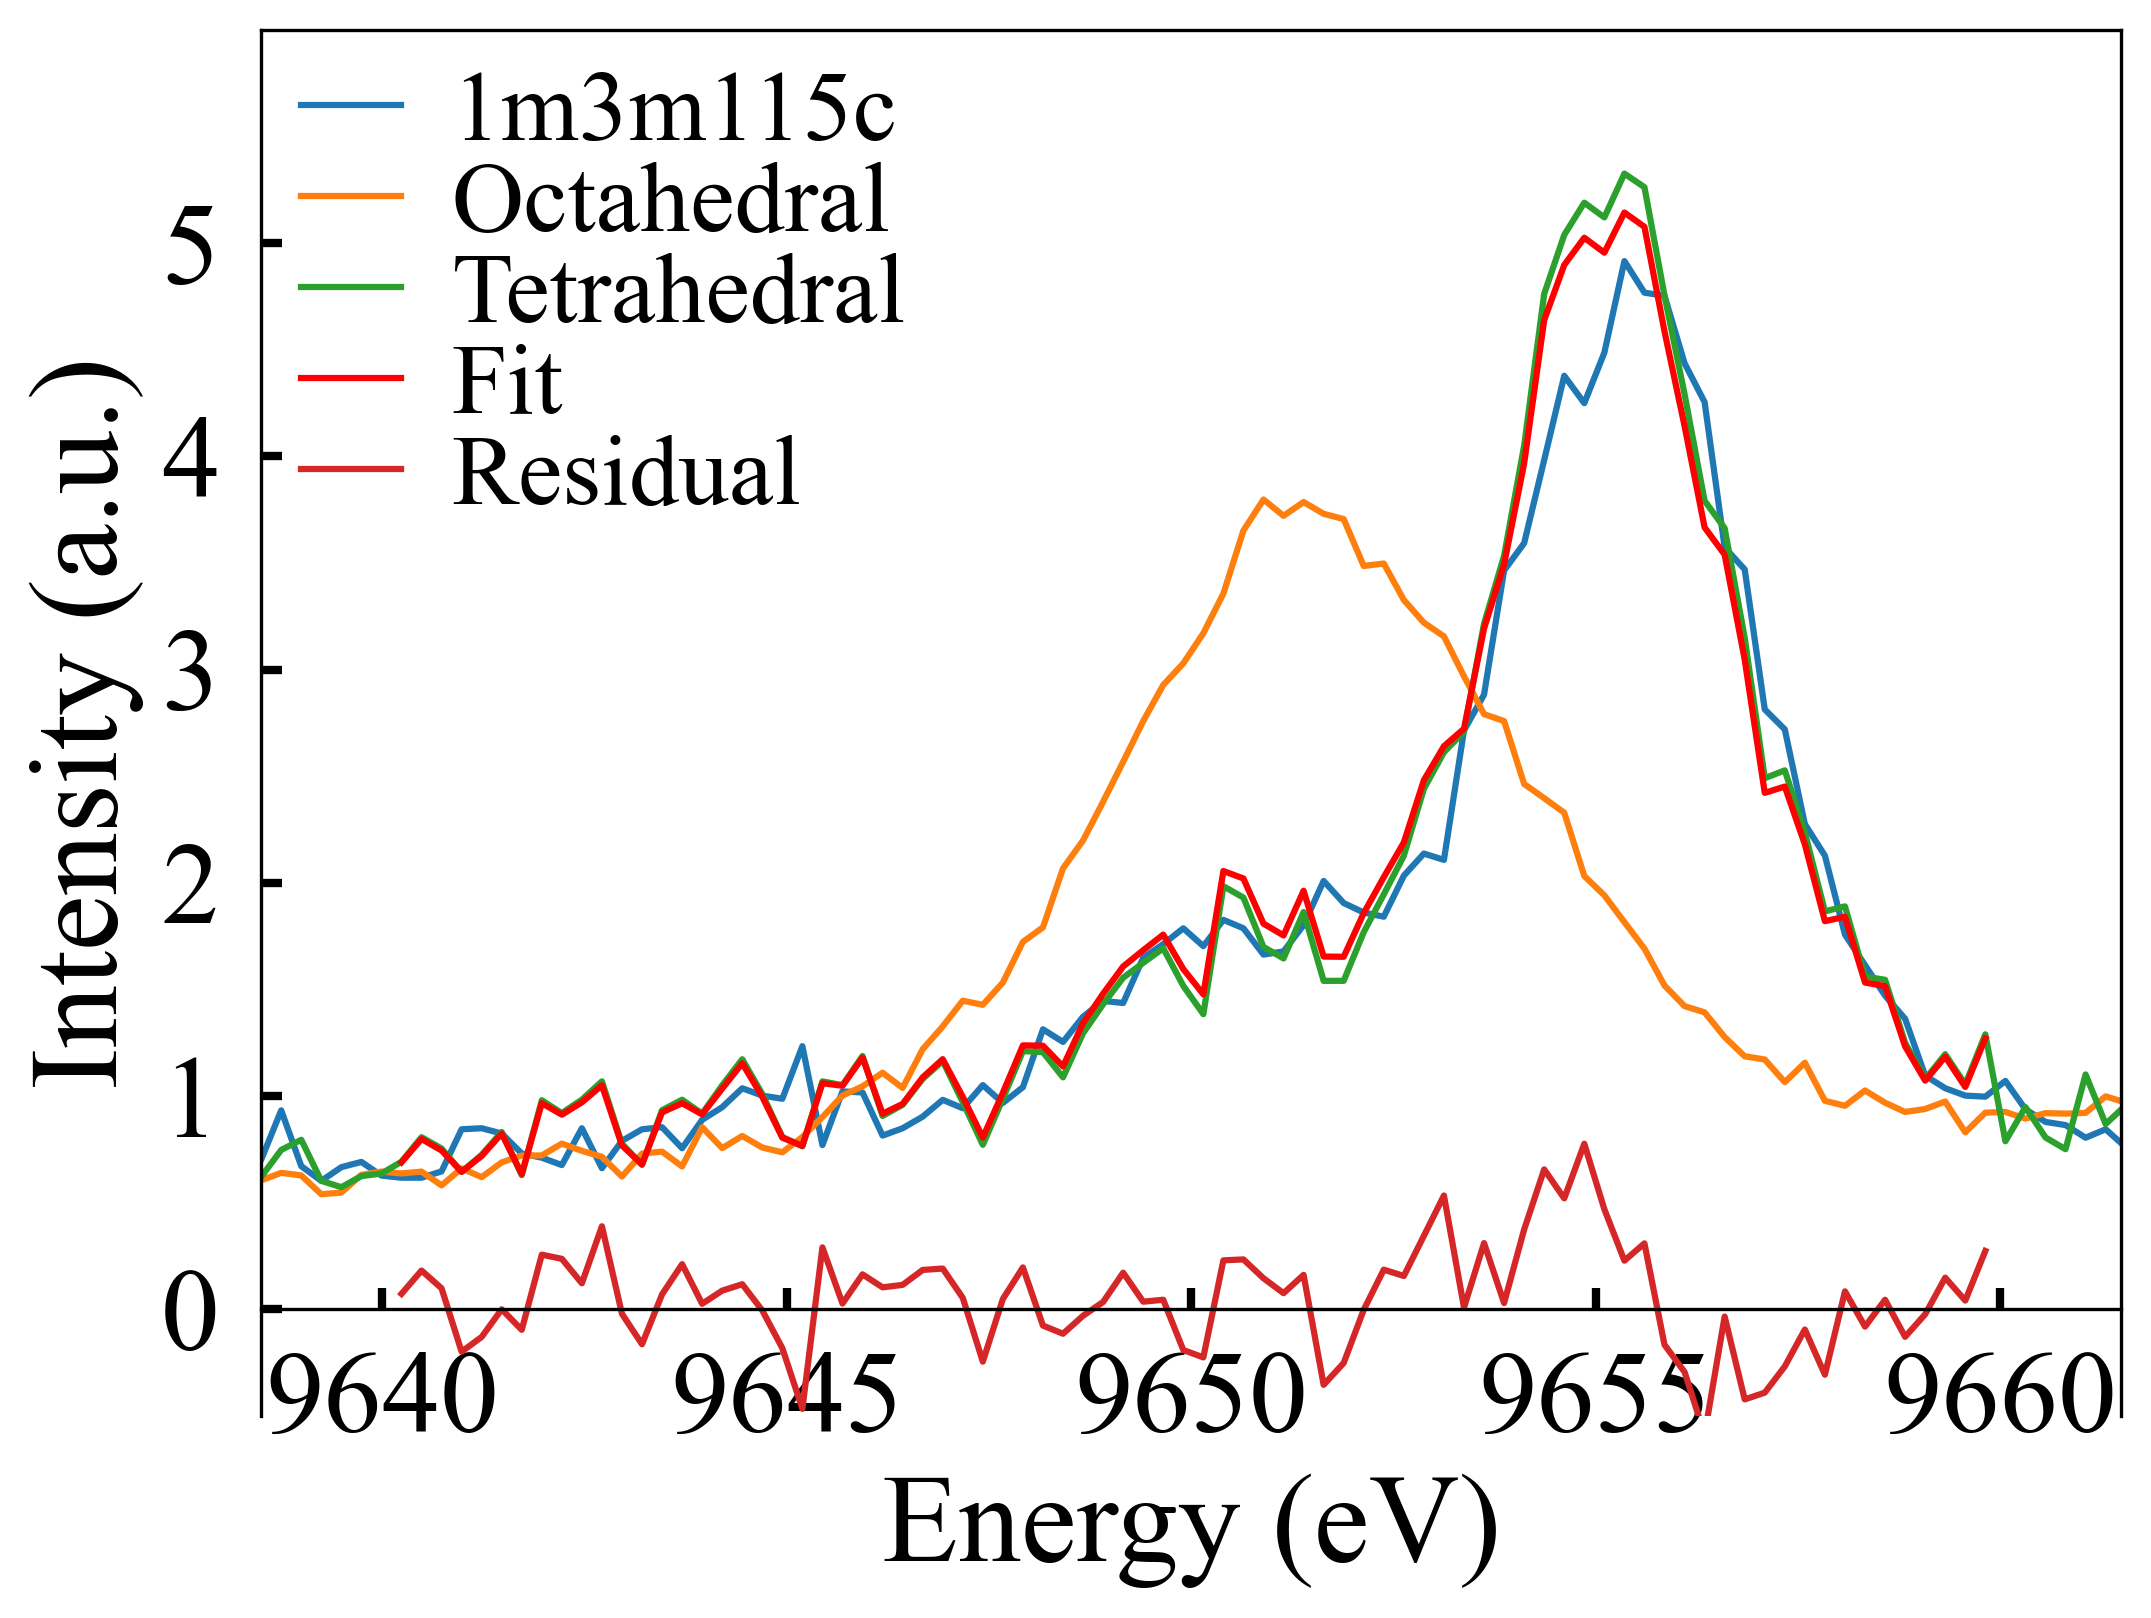 1m3m115c
Octahedral
Tetrahedral
Fit
Residual
5
4
3
2
1
0
Intensity (a.u.)
9640 9645 9650 9655 9660
Energy (eV)